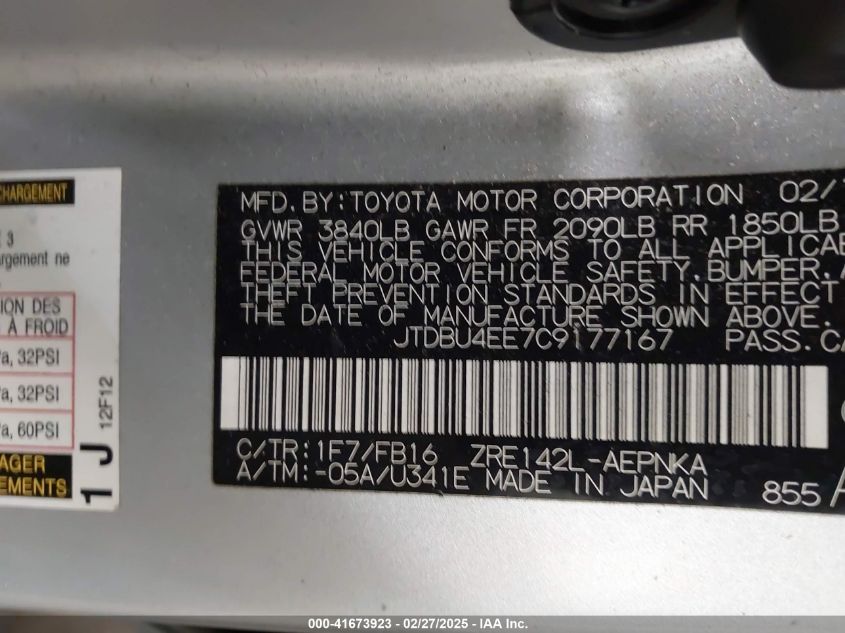 CHARGEMENT
E 3
argement ne
ION DES
À FROID
a, 32PSI
a, 32PSI
a, 60PSI
AGER
EMENTS
1 J
12F12
MFD. BY: TOYOTA MOTOR CORPORATION 02/
GVWR 3840LB GAWR FR 2090LB RR 1850LB
THIS VEHICLE CONFORMS TO ALL APPLICAB
FEDERAL MOTOR VEHICLE SAFETY, BUMPER, A
THEFT PREVENTION STANDARDS IN EFFECT
THE DATE OF MANUFACTURE SHOWN ABOVE.
JTDBU4EE7C9177167 PASS. CA
C/TR: 1F7/FB16 ZRE142L-AEPNKA
A/TM: -05A/U341E MADE IN JAPAN
855 A
000-41673923 - 02/27/2025 - IAA Inc.